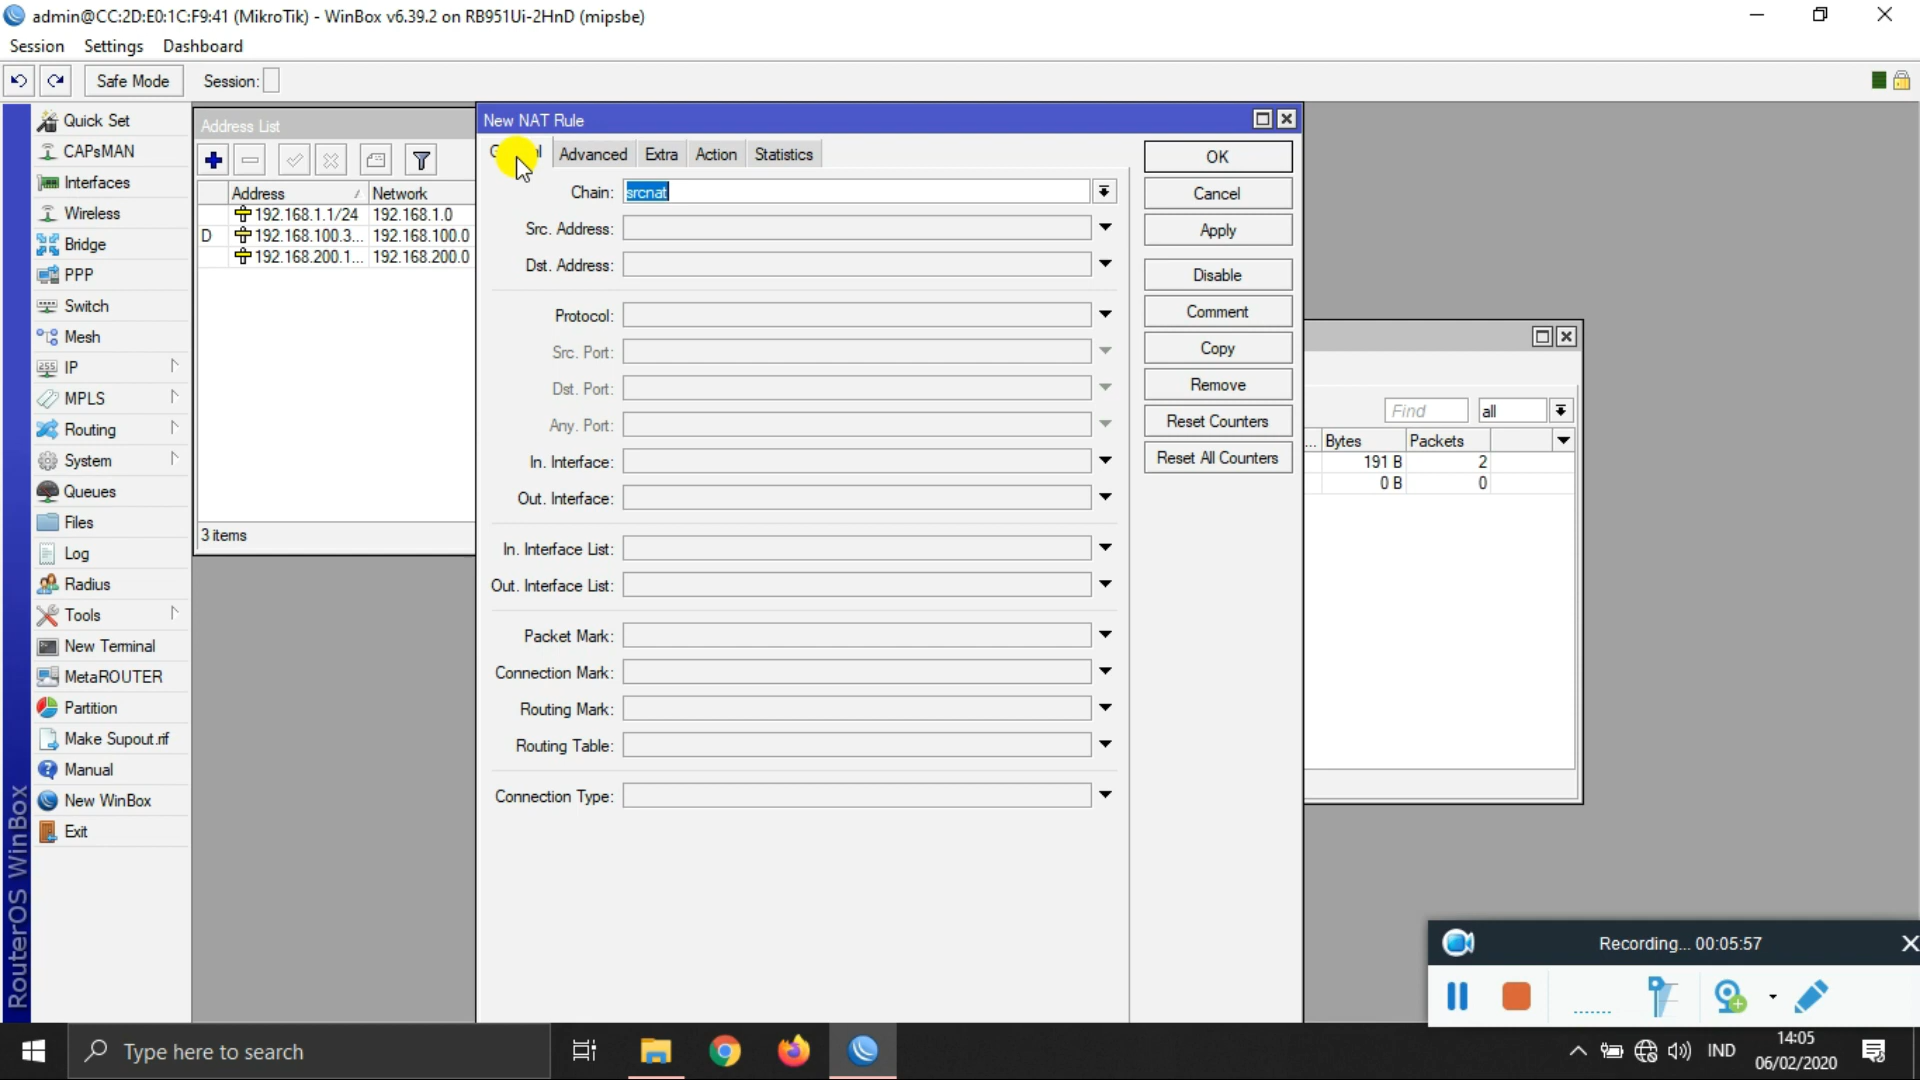 admin@CC:2D:E0:1C:F9:41 (MikroTik) - WinBox v6.39.2 on RB951Ui-2HnD (mipsbe)
Session Settings Dashboard
Safe Mode Session:
Quick Set
CAPsMAN
Interfaces
Wireless
Bridge
PPP
Switch
Mesh
IP
MPLS
Routing
System
Queues
Files
Log
Radius
Tools
New Terminal
MetaROUTER
Partition
Make Supout.rif
Manual
New WinBox
Exit
RouterOS WinBox
Address List
Address Network
192.168.1.1/24 192.168.1.0
D 192.168.100.3... 192.168.100.0
192.168.200.1... 192.168.200.0
3 items
New NAT Rule
Advanced Extra Action Statistics
Chain: srcnat
Src. Address:
Dst. Address:
Protocol:
Src. Port:
Dst. Port:
Any. Port:
In. Interface:
Out. Interface:
In. Interface List:
Out. Interface List:
Packet Mark:
Connection Mark:
Routing Mark:
Routing Table:
Connection Type:
OK
Cancel
Apply
Disable
Comment
Copy
Remove
Reset Counters
Reset All Counters
Find all
... Bytes Packets
191 B 2
0 B 0
Recording... 00:05:57
Type here to search
IND
14:05
06/02/2020